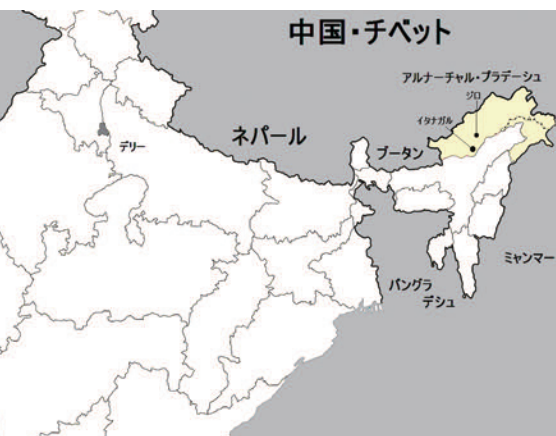 中国・チベット
アルナーチャル・プラデーシュ
ジロ
イタナガル
ネパール
ブータン
デリー
ミャンマー
バングラ
デシュ